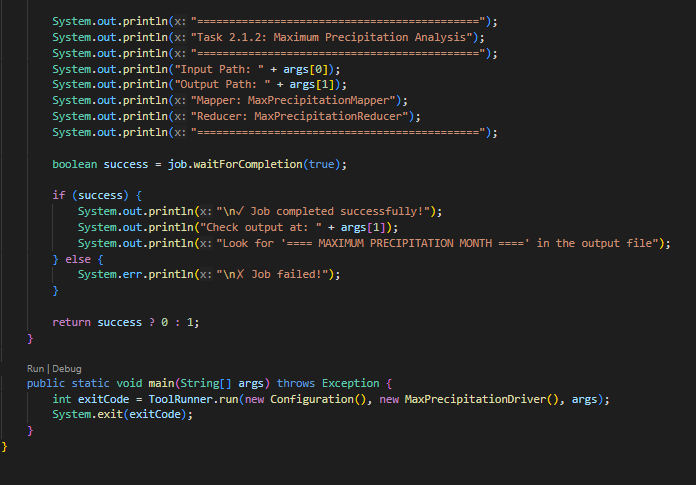 System.out.println(x: "============================================");
System.out.println(x: "Task 2.1.2: Maximum Precipitation Analysis");
System.out.println(x: "============================================");
System.out.println("Input Path: " + args[0]);
System.out.println("Output Path: " + args[1]);
System.out.println(x: "Mapper: MaxPrecipitationMapper");
System.out.println(x: "Reducer: MaxPrecipitationReducer");
System.out.println(x: "============================================");
boolean success = job.waitForCompletion(true);
if (success) {
System.out.println(x: "\n✓ Job completed successfully!");
System.out.println("Check output at: " + args[1]);
System.out.println(x: "Look for '==== MAXIMUM PRECIPITATION MONTH ====' in the output file");
} else {
System.err.println(x: "\n✗ Job failed!");
}
return success ? 0 : 1;
}
Run | Debug
public static void main(String[] args) throws Exception {
int exitCode = ToolRunner.run(new Configuration(), new MaxPrecipitationDriver(), args);
System.exit(exitCode);
}
}